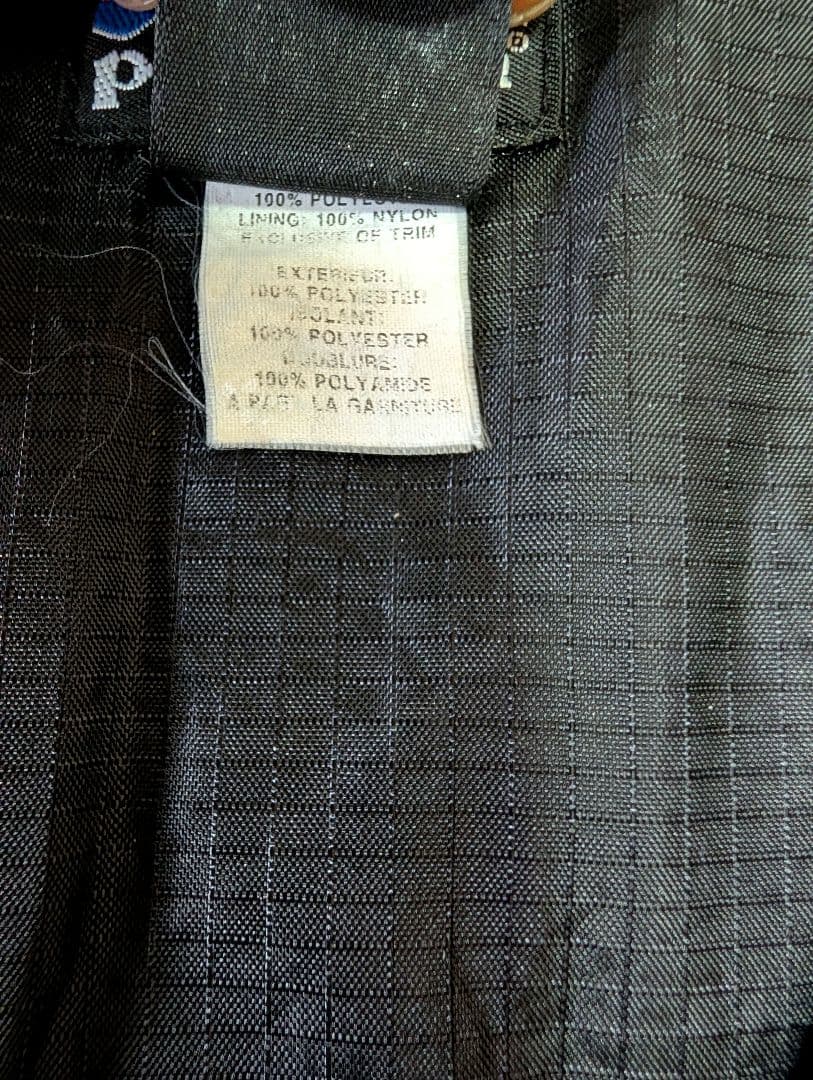 p
100% POLYESTER
LINING: 100% NYLON
EXCLUSIVE OF TRIM
EXTERIEUR:
100% POLYESTER
ISOLANT:
100% POLYESTER
DOUBLURE:
100% POLYAMIDE
A PART LA GARNITURE